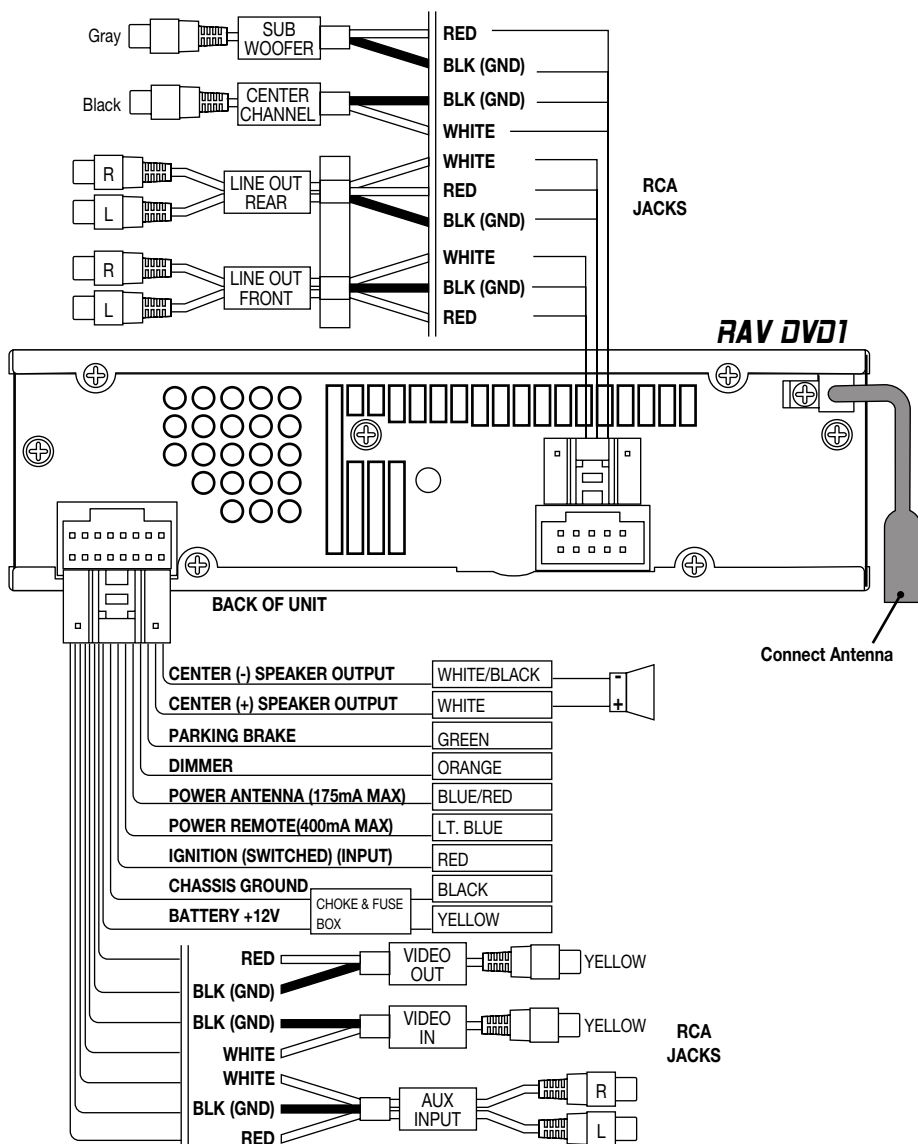 Gray
SUB
WOOFER
RED
BLK (GND)
Black
CENTER
CHANNEL
BLK (GND)
WHITE
R
L
LINE OUT
REAR
WHITE
RED
BLK (GND)
RCA
JACKS
R
L
LINE OUT
FRONT
WHITE
BLK (GND)
RED
RAV DVD1
BACK OF UNIT
Connect Antenna
CENTER (-) SPEAKER OUTPUT WHITE/BLACK -
CENTER (+) SPEAKER OUTPUT WHITE +
PARKING BRAKE GREEN
DIMMER ORANGE
POWER ANTENNA (175mA MAX) BLUE/RED
POWER REMOTE(400mA MAX) LT. BLUE
IGNITION (SWITCHED) (INPUT) RED
CHASSIS GROUND BLACK
CHOKE & FUSE
BOX
BATTERY +12V YELLOW
RED
BLK (GND)
VIDEO
OUT
YELLOW
BLK (GND)
WHITE
VIDEO
IN
YELLOW
RCA
JACKS
WHITE
BLK (GND)
RED
AUX
INPUT
R
L